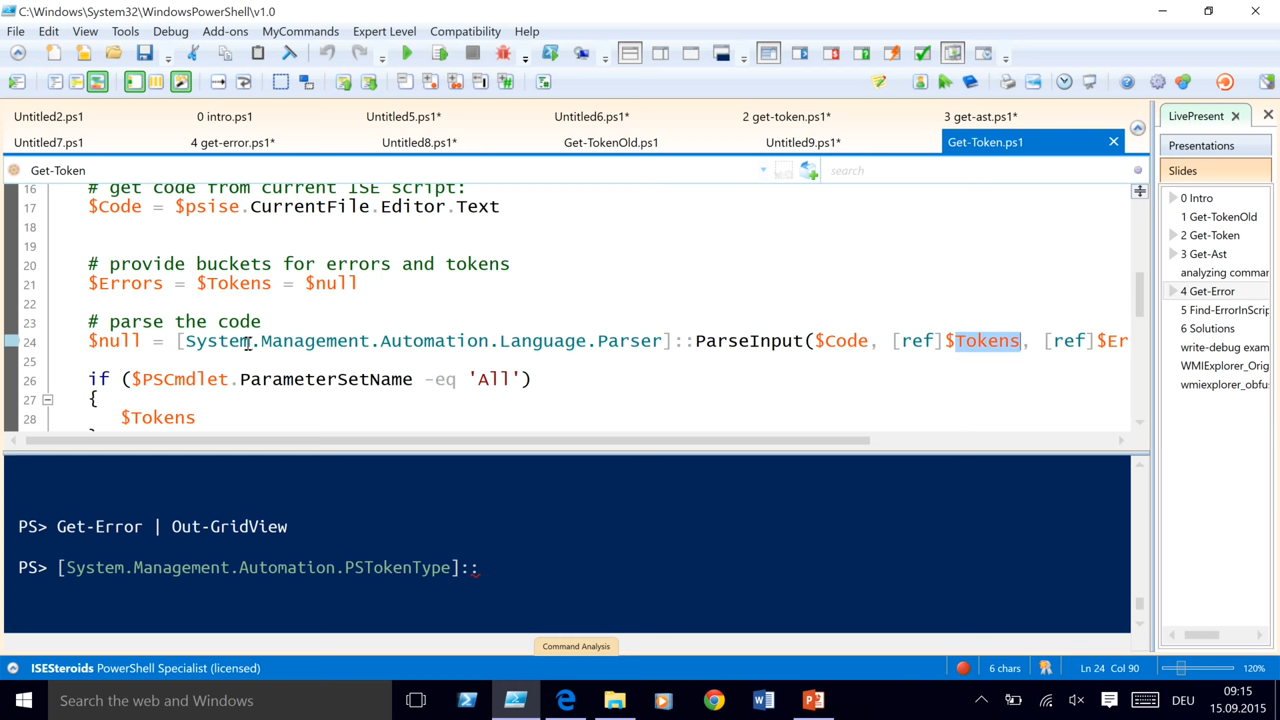 C:\Windows\System32\WindowsPowerShell\v1.0
File Edit View Tools Debug Add-ons MyCommands Expert Level Compatibility Help
Untitled2.ps1 0 intro.ps1 Untitled5.ps1* Untitled6.ps1* 2 get-token.ps1* 3 get-ast.ps1*
Untitled7.ps1 4 get-error.ps1* Untitled8.ps1* Get-TokenOld.ps1 Untitled9.ps1* Get-Token.ps1
Get-Token search
16 # get code from current ISE script:
17 $Code = $psise.CurrentFile.Editor.Text
18
19
20 # provide buckets for errors and tokens
21 $Errors = $Tokens = $null
22
23 # parse the code
24 $null = [System.Management.Automation.Language.Parser]::ParseInput($Code, [ref]$Tokens, [ref]$Er
25
26 if ($PSCmdlet.ParameterSetName -eq 'All')
27 {
28 $Tokens
PS> Get-Error | Out-GridView
PS> [System.Management.Automation.PSTokenType]::
Command Analysis
LivePresent
Presentations
Slides
0 Intro
1 Get-TokenOld
2 Get-Token
3 Get-Ast
analyzing comma
4 Get-Error
5 Find-ErrorInScrip
6 Solutions
write-debug exam
WMIExplorer_Orig
wmiexplorer_obfu
ISESteroids PowerShell Specialist (licensed) 6 chars Ln 24 Col 90 120%
Search the web and Windows DEU 09:15
15.09.2015